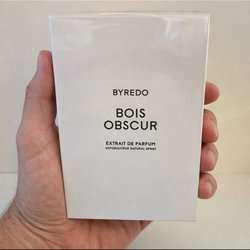 BYREDO
BOIS
OBSCUR
EXTRAIT DE PARFUM
VAPORISATEUR NATURAL SPRAY